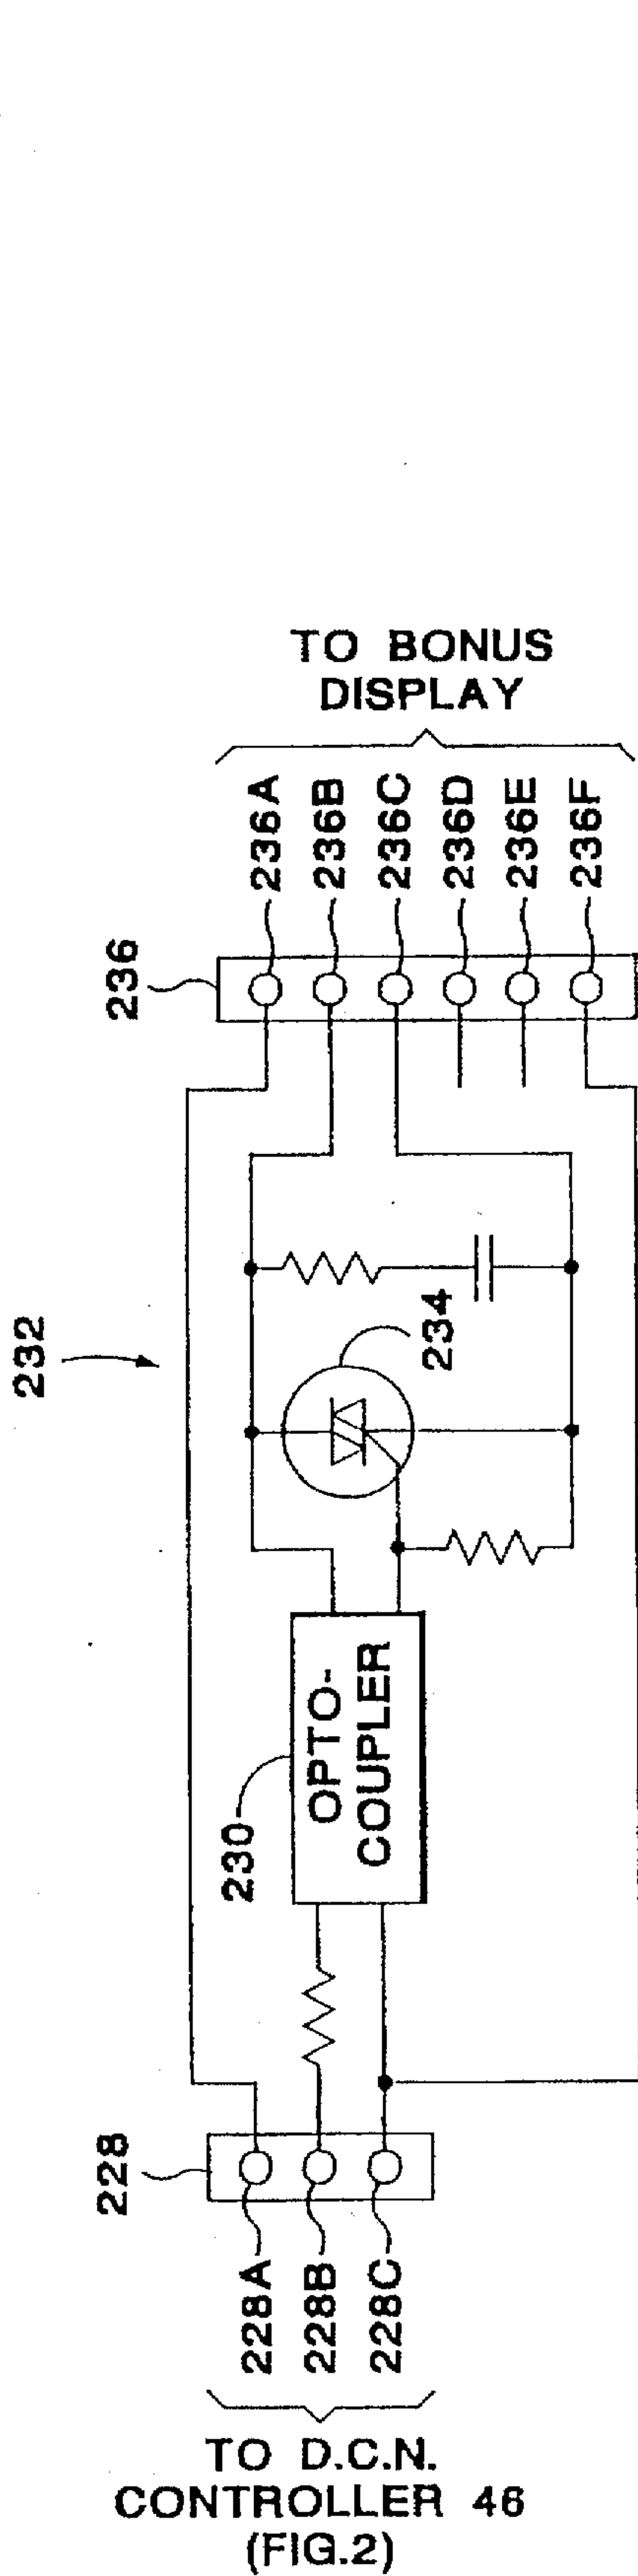 TO BONUS
DISPLAY
236A
236B
236C
236D
236E
236F
236
232
234
OPTO-
COUPLER
230
228
228A
228B
228C
TO D.C.N.
CONTROLLER 46
(FIG.2)